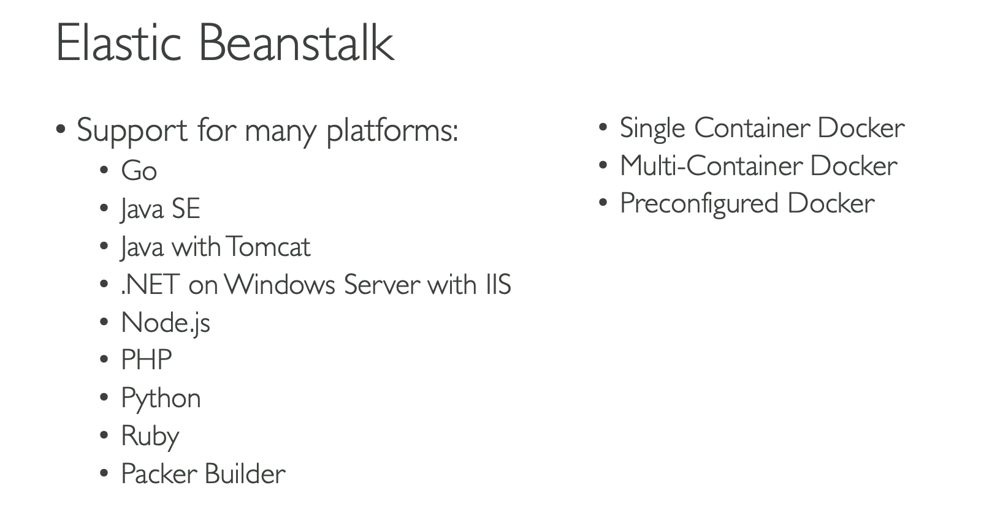 Elastic Beanstalk
• Support for many platforms:
• Go
• Java SE
• Java with Tomcat
• .NET on Windows Server with IIS
• Node.js
• PHP
• Python
• Ruby
• Packer Builder
• Single Container Docker
• Multi-Container Docker
• Preconfigured Docker